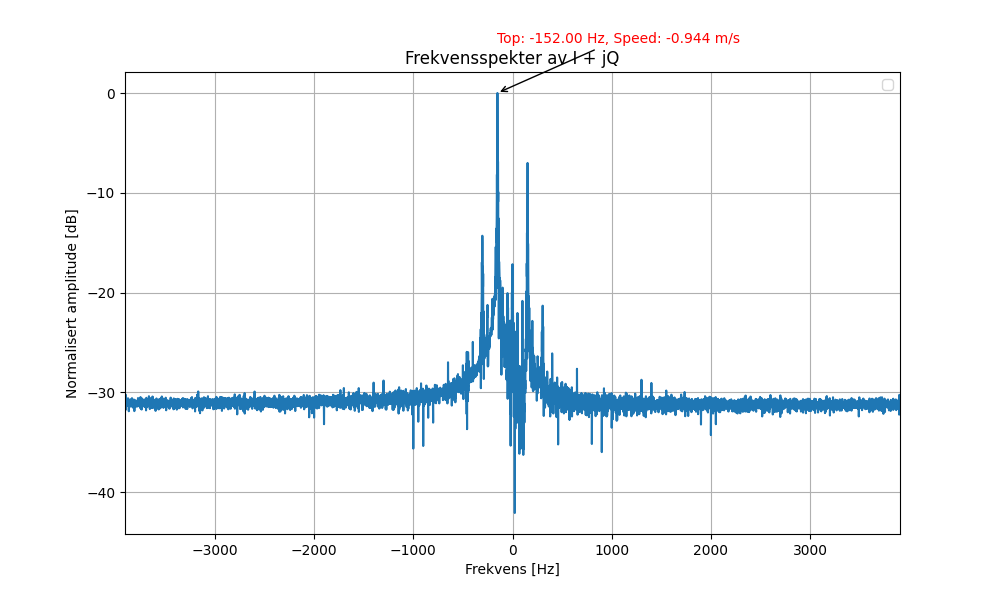 Top: -152.00 Hz, Speed: -0.944 m/s
Frekvensspekter av I + jQ
Normalisert amplitude [dB]
0
−10
−20
−30
−40
−3000 −2000 −1000 0 1000 2000 3000
Frekvens [Hz]